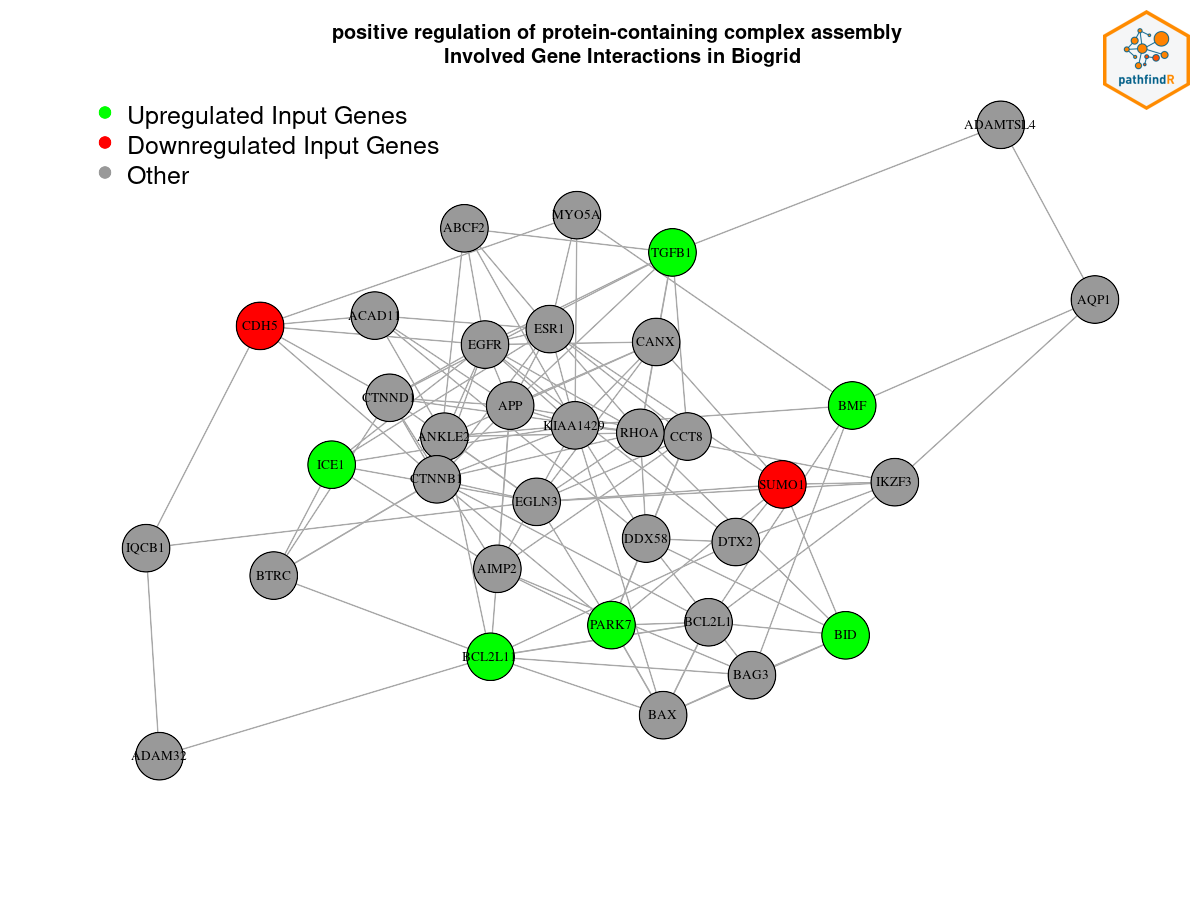 positive regulation of protein-containing complex assembly
Involved Gene Interactions in Biogrid
pathfindR
Upregulated Input Genes
Downregulated Input Genes
Other
ADAMTSL4
MYO5A
ABCF2
TGFB1
AQP1
CDH5
ACAD11
EGFR
ESR1
CANX
CTNND1
APP
BMF
KIAA1429
RHOA
CCT8
ANKLE2
ICE1
CTNNB1
SUMO1
IKZF3
EGLN3
IQCB1
DDX58
DTX2
BTRC
AIMP2
PARK7
BCL2L1
BID
BCL2L1
BAG3
BAX
ADAM32